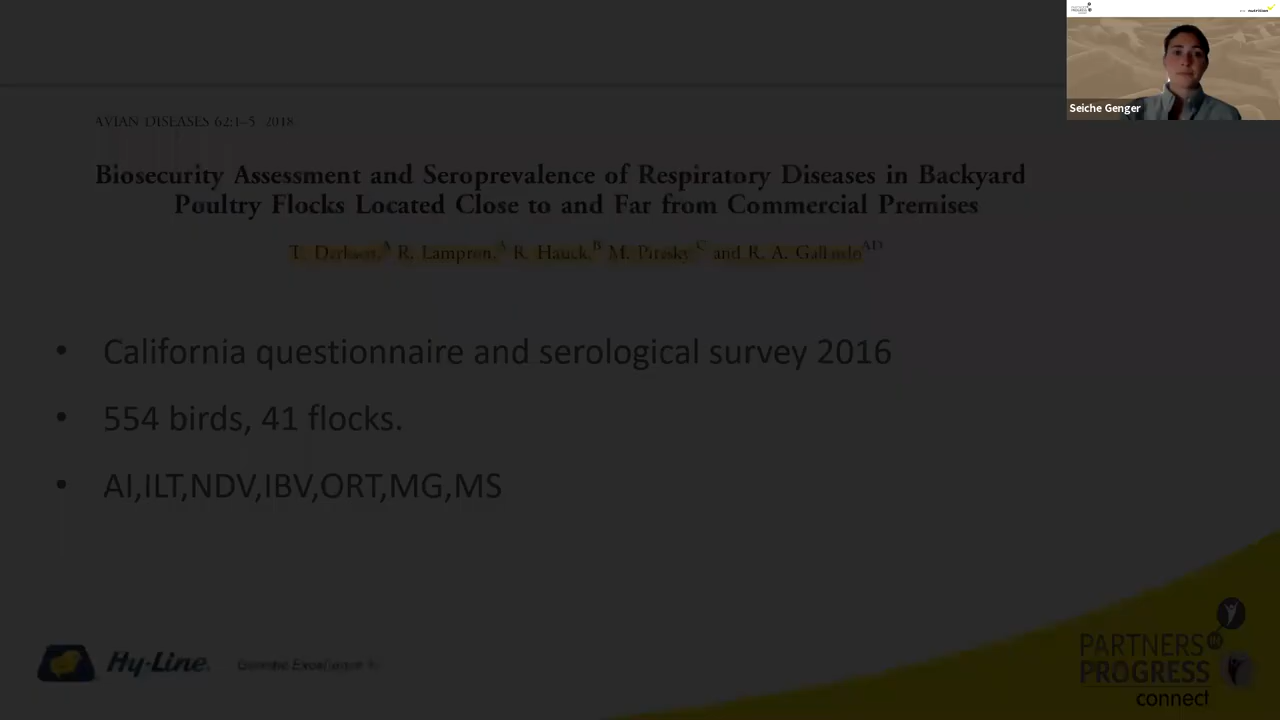 Seiche Genger
AVIAN DISEASES 62:1–5 2018
Biosecurity Assessment and Seroprevalence of Respiratory Diseases in Backyard
Poultry Flocks Located Close to and Far from Commercial Premises
R. Lampron, R. Hauck, and R. A.
• California questionnaire and serological survey 2016
• 554 birds, 41 flocks.
• AI,ILT,NDV,IBV,ORT,MG,MS
Hy-Line.
PARTNERS
PROGRESS
connect